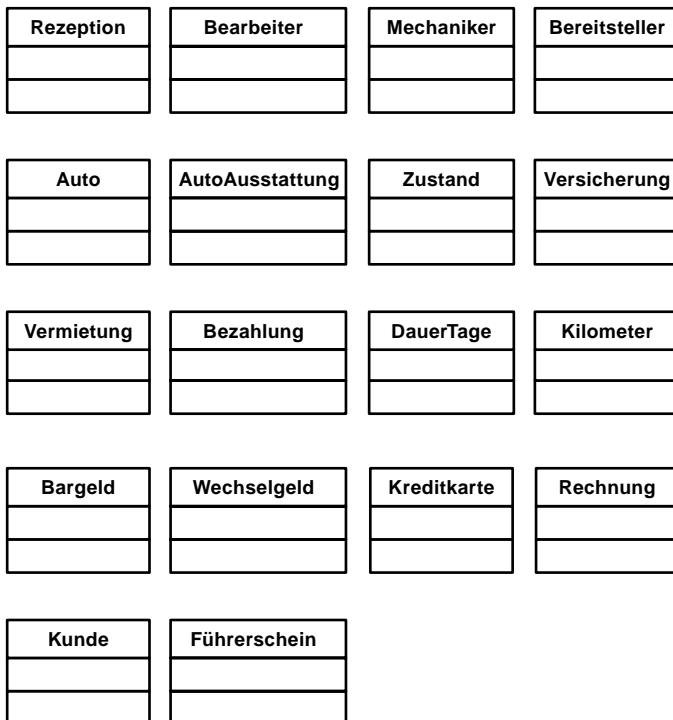 Rezeption Bearbeiter Mechaniker Bereitsteller
Auto AutoAusstattung Zustand Versicherung
Vermietung Bezahlung DauerTage Kilometer
Bargeld Wechselgeld Kreditkarte Rechnung
Kunde Führerschein